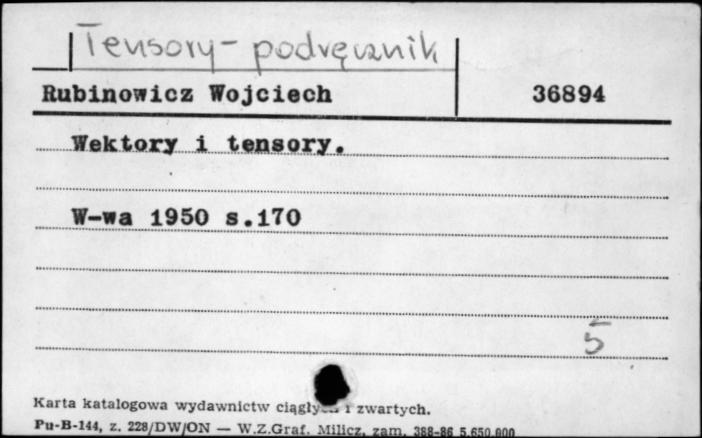 Tensory - podręcznik
Rubinowicz Wojciech 36894
Wektory i tensory.
W-wa 1950 s.170
5
Karta katalogowa wydawnictw i zwartych.
Pu-B-144, z. 228/DW/ON — W.Z.Graf. Milicz, zam. 388-86 5.650.000